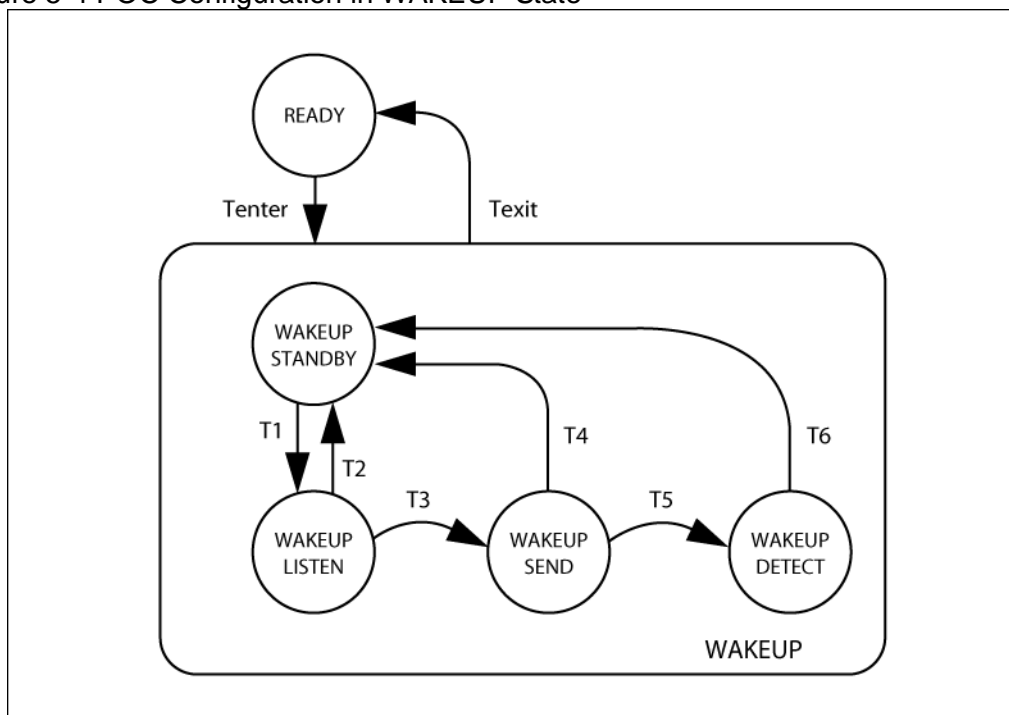 POC Configuration in WAKEUP State
READY
Tenter
Texit
WAKEUP
STANDBY
T1
T2
T4
T6
T3
T5
WAKEUP
LISTEN
WAKEUP
SEND
WAKEUP
DETECT
WAKEUP